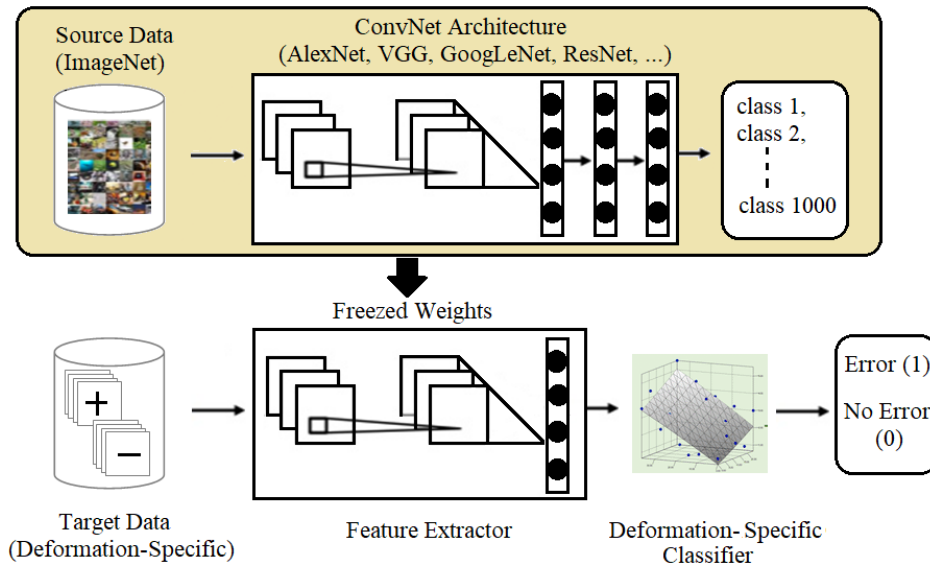 Source Data
(ImageNet)
ConvNet Architecture
(AlexNet, VGG, GoogLeNet, ResNet, ...)
class 1,
class 2,
class 1000
Freezed Weights
+
−
Error (1)
No Error
(0)
Target Data
(Deformation-Specific)
Feature Extractor
Deformation- Specific
Classifier